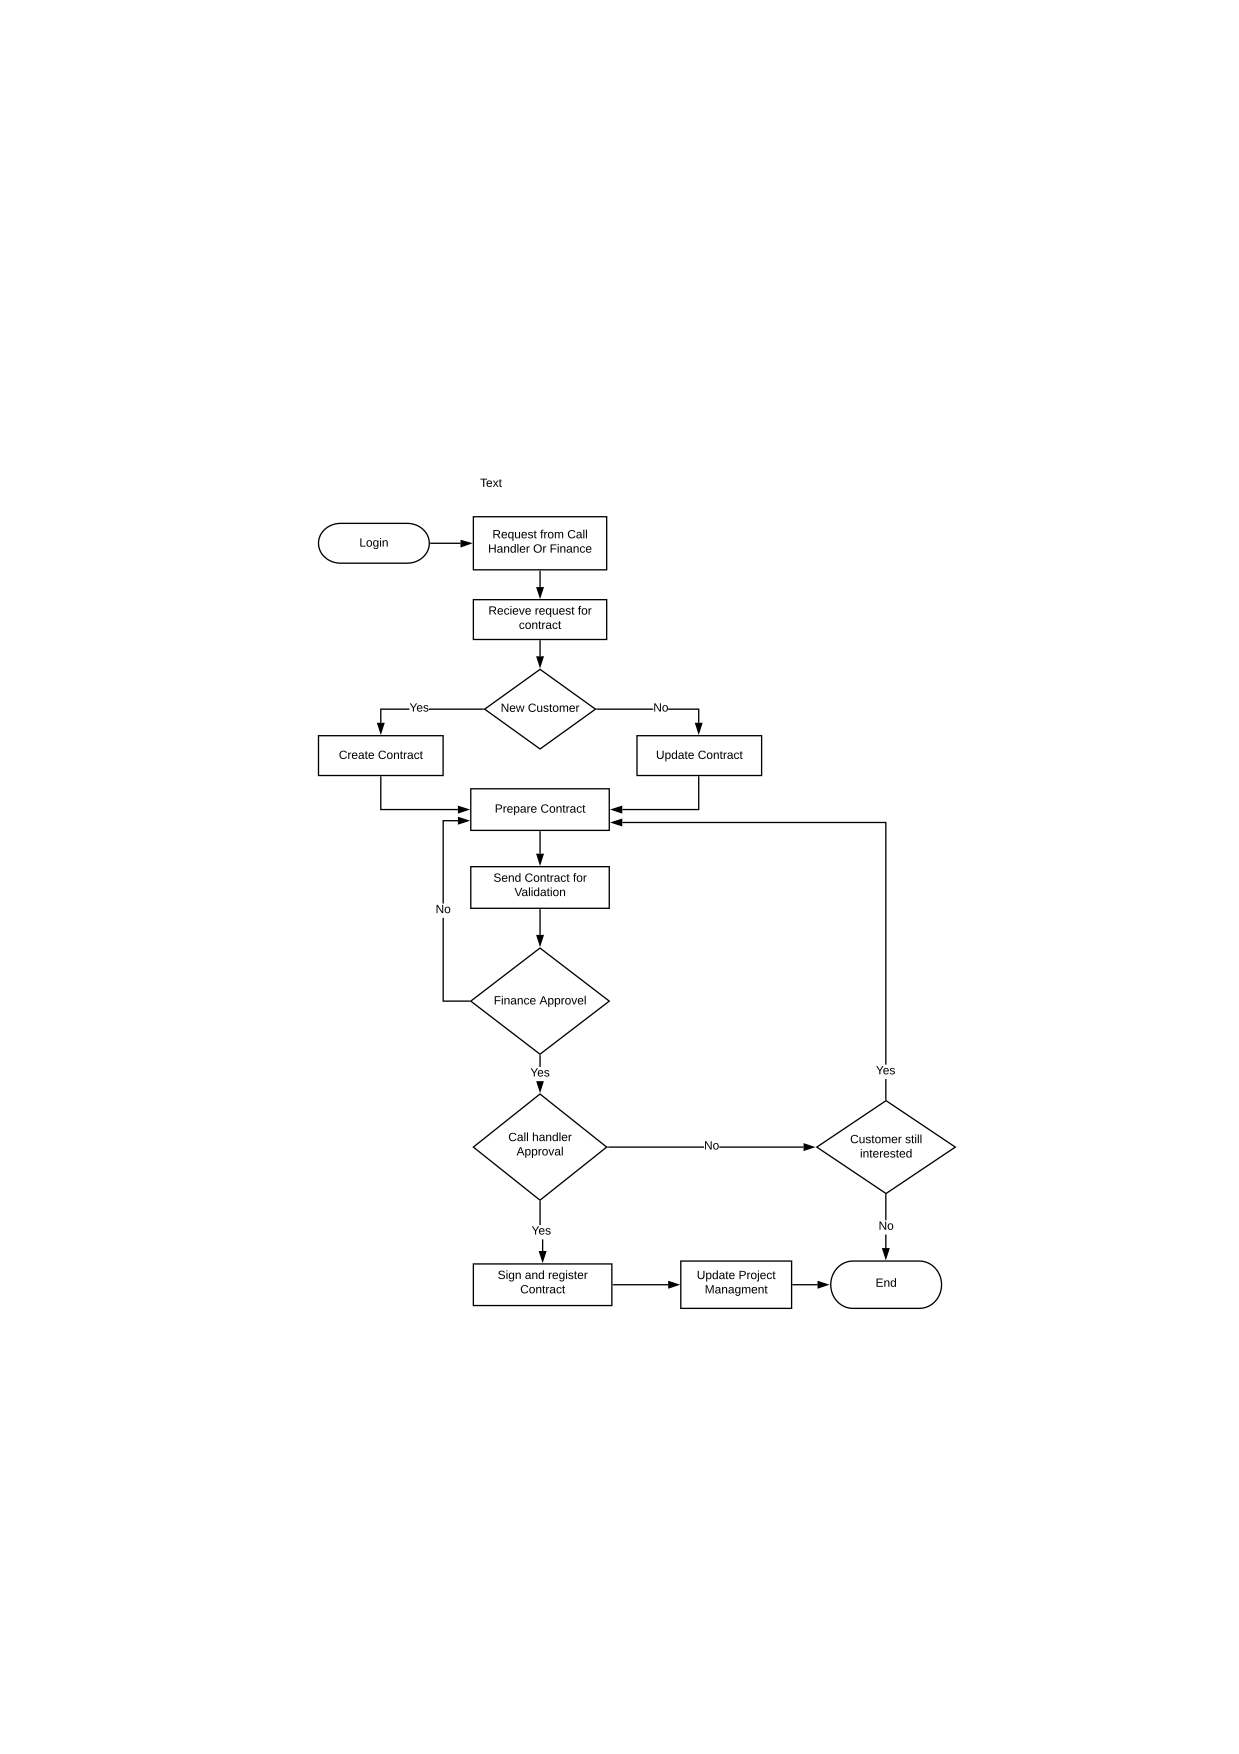 Text
Login
Request from Call
Handler Or Finance
Recieve request for
contract
New Customer
Yes
No
Create Contract
Update Contract
Prepare Contract
Send Contract for
Validation
No
Finance Approvel
Yes
Yes
Call handler
Approval
No
Customer still
interested
Yes
No
Sign and register
Contract
Update Project
Managment
End